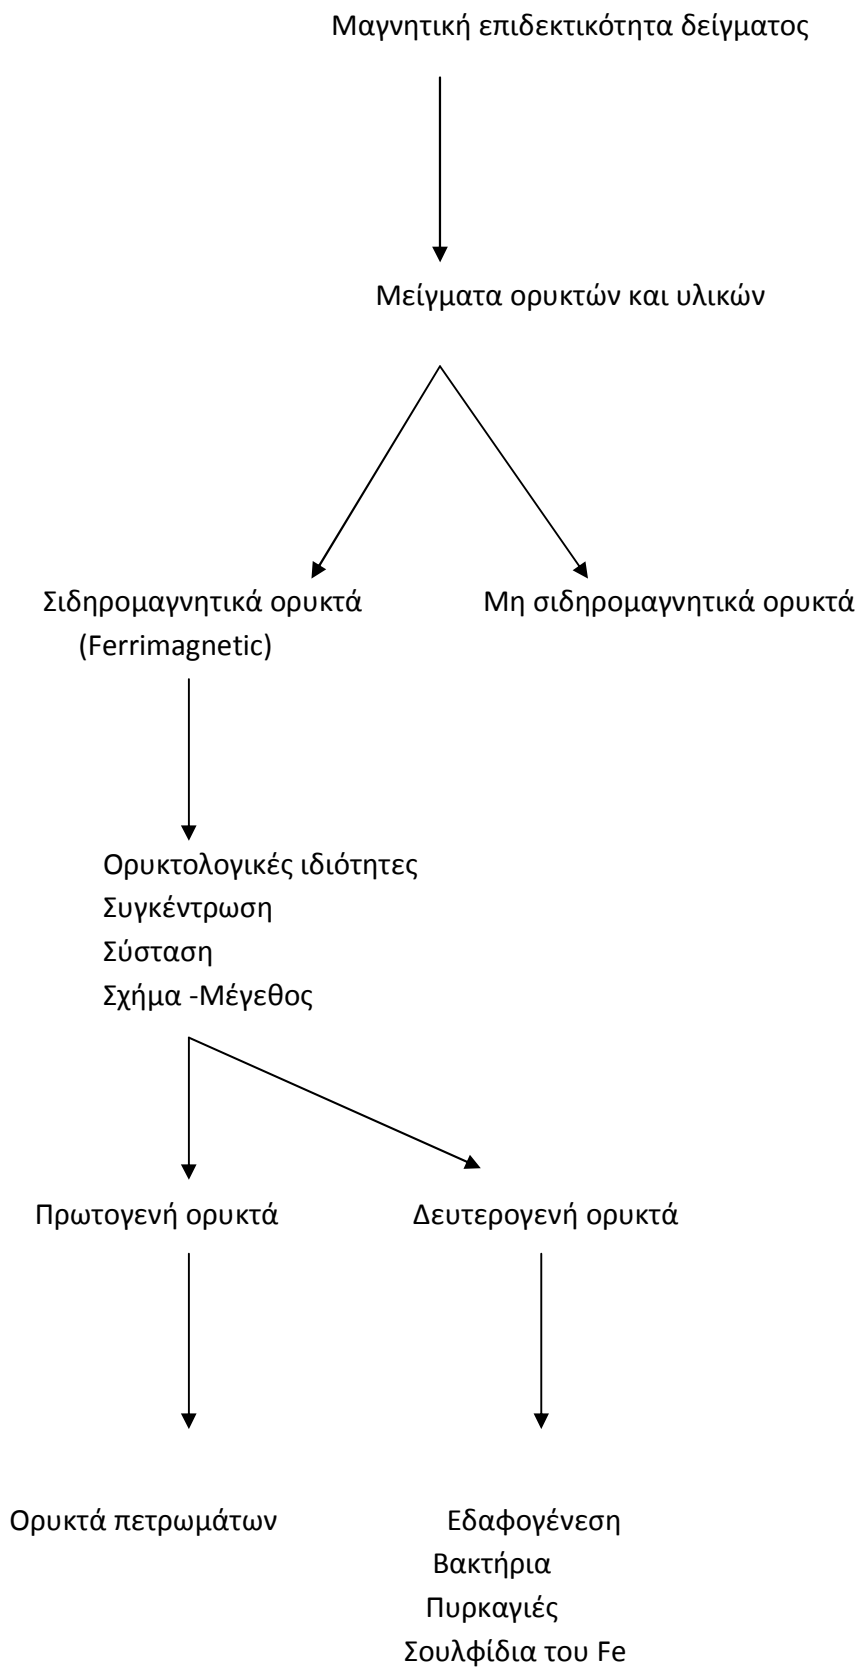 Μαγνητική επιδεκτικότητα δείγματος
Μείγματα ορυκτών και υλικών
Σιδηρομαγνητικά ορυκτά
(Ferrimagnetic)
Μη σιδηρομαγνητικά ορυκτά
Ορυκτολογικές ιδιότητες
Συγκέντρωση
Σύσταση
Σχήμα -Μέγεθος
Πρωτογενή ορυκτά
Δευτερογενή ορυκτά
Ορυκτά πετρωμάτων
Εδαφογένεση
Βακτήρια
Πυρκαγιές
Σουλφίδια του Fe